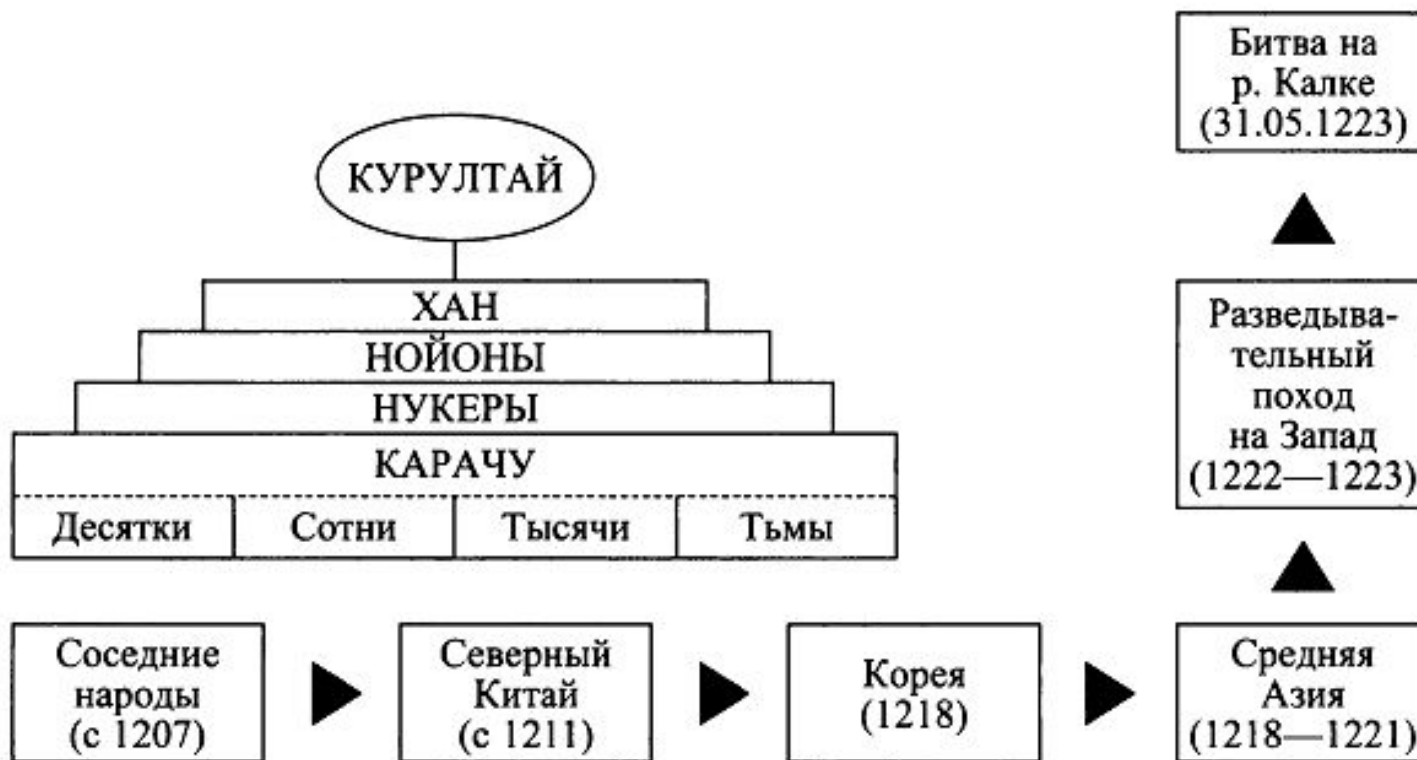 КУРУЛТАЙ
ХАН
НОЙОНЫ
НУКЕРЫ
КАРАЧУ
Десятки
Сотни
Тысячи
Тьмы
Соседние
народы
(с 1207)
Северный
Китай
(с 1211)
Корея
(1218)
Средняя
Азия
(1218—1221)
Разведыва-
тельный
поход
на Запад
(1222—1223)
Битва на
р. Калке
(31.05.1223)